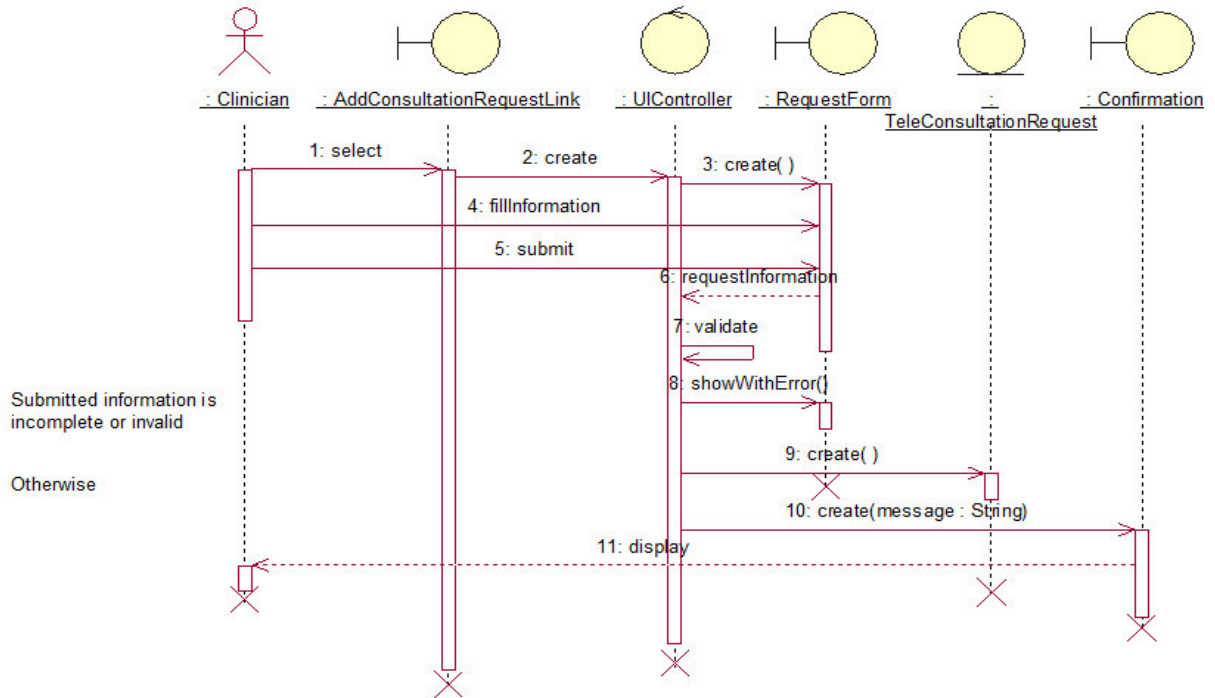 : Clinician
: AddConsultationRequestLink
: UIController
: RequestForm
:
TeleConsultationRequest
: Confirmation
1: select
2: create
3: create( )
4: fillInformation
5: submit
6: requestInformation
7: validate
8: showWithError()
Submitted information is
incomplete or invalid
9: create( )
Otherwise
10: create(message : String)
11: display